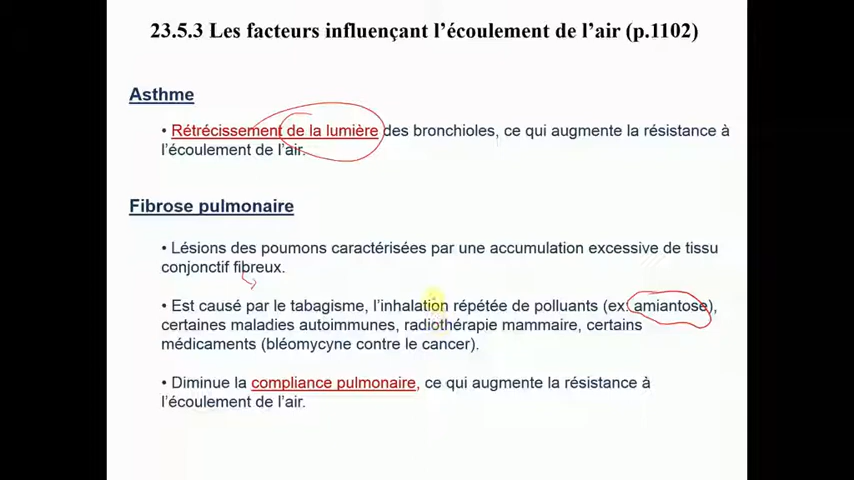 23.5.3 Les facteurs influençant l’écoulement de l’air (p.1102)
Asthme
• Rétrécissement de la lumière des bronchioles, ce qui augmente la résistance à
l’écoulement de l’air.
Fibrose pulmonaire
• Lésions des poumons caractérisées par une accumulation excessive de tissu
conjonctif fibreux.
• Est causé par le tabagisme, l’inhalation répétée de polluants (ex: amiantose),
certaines maladies autoimmunes, radiothérapie mammaire, certains
médicaments (bléomycyne contre le cancer).
• Diminue la compliance pulmonaire, ce qui augmente la résistance à
l’écoulement de l’air.